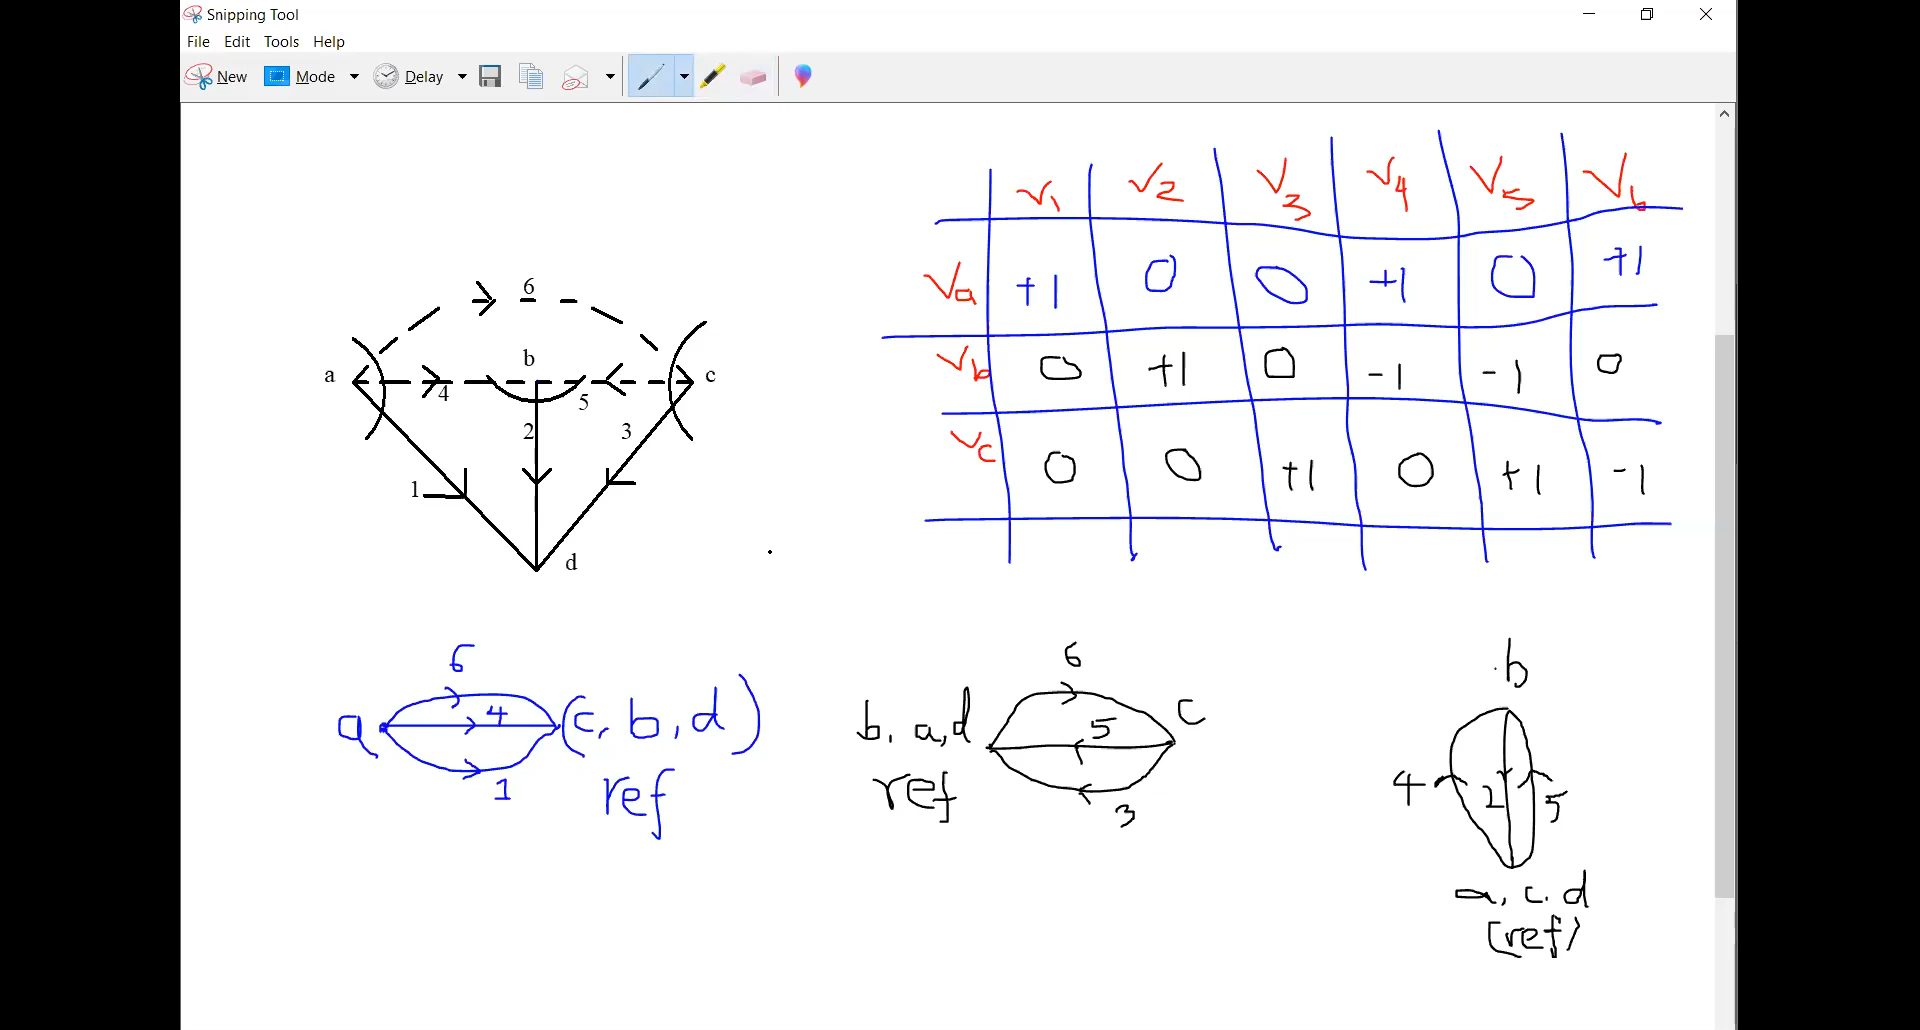 Snipping Tool
File Edit Tools Help
New Mode Delay
V1 V2 V3 V4 V5 V6
Va +1 0 0 +1 0 +1
Vb 0 +1 0 -1 -1 0
Vc 0 0 +1 0 +1 -1
6
a b c
4 5
2 3
1
d
6
a 4 (c, b, d)
1 ref
6
b, a, d 5 c
ref 3
b
4 2 5
a, c, d
(ref)